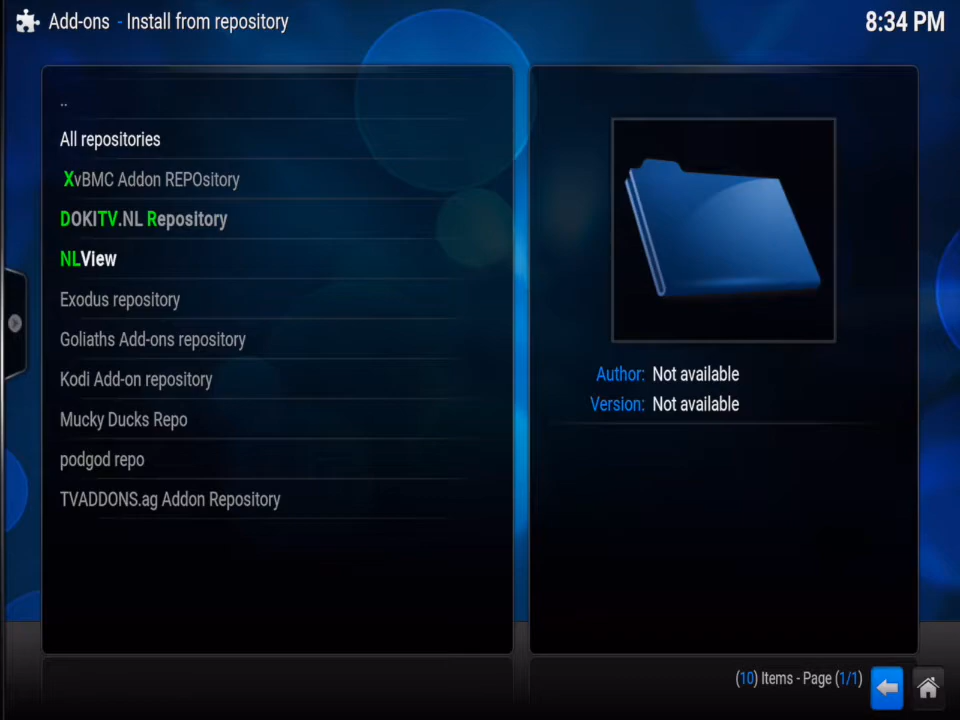 Add-ons - Install from repository
8:34 PM
..
All repositories
XvBMC Addon REPOsitory
DOKITV.NL Repository
NLView
Exodus repository
Goliaths Add-ons repository
Kodi Add-on repository
Mucky Ducks Repo
podgod repo
TVADDONS.ag Addon Repository
Author: Not available
Version: Not available
(10) Items - Page (1/1)